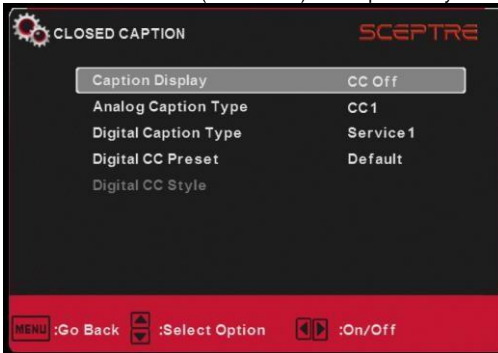 CLOSED CAPTION SCEPTRE
Caption Display CC Off
Analog Caption Type CC1
Digital Caption Type Service1
Digital CC Preset Default
Digital CC Style
MENU :Go Back :Select Option :On/Off